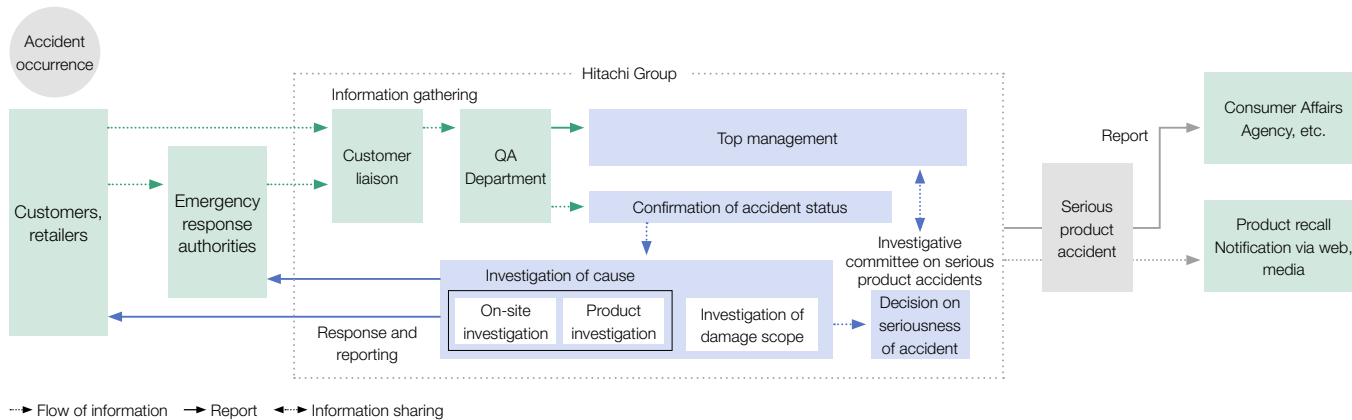 Accident
occurrence
Hitachi Group
Information gathering
Customers,
retailers
Emergency
response
authorities
Customer
liaison
QA
Department
Top management
Confirmation of accident status
Investigation of cause
On-site
investigation
Product
investigation
Investigation of
damage scope
Response and
reporting
Investigative
committee on serious
product accidents
Decision on
seriousness
of accident
Serious
product
accident
Report
Consumer Affairs
Agency, etc.
Product recall
Notification via web,
media
Flow of information
Report
Information sharing